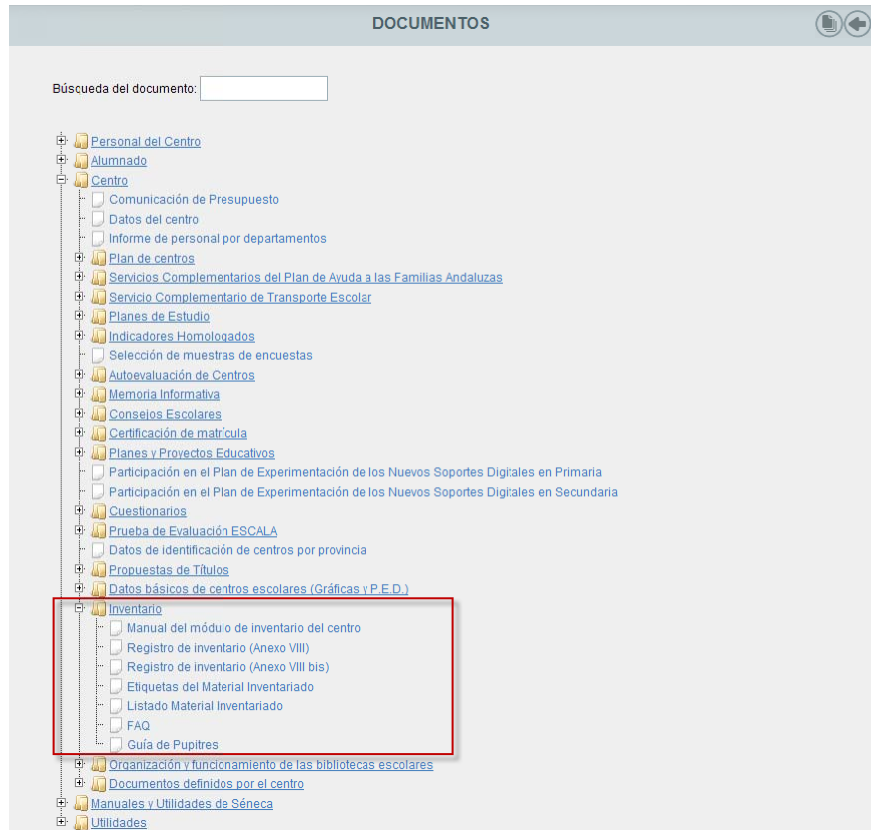 DOCUMENTOS
Búsqueda del documento:
Personal del Centro
Alumnado
Centro
Comunicación de Presupuesto
Datos del centro
Informe de personal por departamentos
Plan de centros
Servicios Complementarios del Plan de Ayuda a las Familias Andaluzas
Servicio Complementario de Transporte Escolar
Planes de Estudio
Indicadores Homologados
Selección de muestras de encuestas
Autoevaluación de Centros
Memoria Informativa
Consejos Escolares
Certificación de matrícula
Planes y Proyectos Educativos
Participación en el Plan de Experimentación de los Nuevos Soportes Digitales en Primaria
Participación en el Plan de Experimentación de los Nuevos Soportes Digitales en Secundaria
Cuestionarios
Prueba de Evaluación ESCALA
Datos de identificación de centros por provincia
Propuestas de Títulos
Datos básicos de centros escolares (Gráficas y P.E.D.)
Inventario
Manual del módulo de inventario del centro
Registro de inventario (Anexo VIII)
Registro de inventario (Anexo VIII bis)
Etiquetas del Material Inventariado
Listado Material Inventariado
FAQ
Guía de Pupitres
Organización y funcionamiento de las bibliotecas escolares
Documentos definidos por el centro
Manuales y Utilidades de Séneca
Utilidades